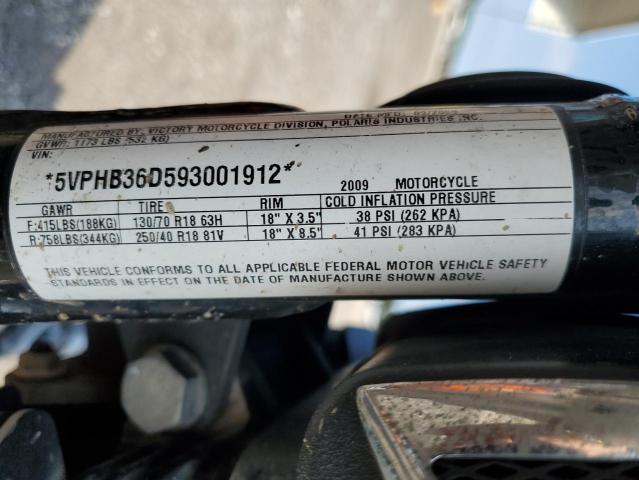 DATE MFD.
MANUFACTURED BY: VICTORY MOTORCYCLE DIVISION, POLARIS INDUSTRIES INC.
GVWR: 1173 LBS (532 KG)
VIN:
*5VPHB36D593001912*
2009 MOTORCYCLE
GAWR TIRE RIM COLD INFLATION PRESSURE
F:415LBS(188KG) 130/70 R18 63H 18" X 3.5" 38 PSI (262 KPA)
R:758LBS(344KG) 250/40 R18 81V 18" X 8.5" 41 PSI (283 KPA)
THIS VEHICLE CONFORMS TO ALL APPLICABLE FEDERAL MOTOR VEHICLE SAFETY
STANDARDS IN EFFECT ON THE DATE OF MANUFACTURE SHOWN ABOVE.